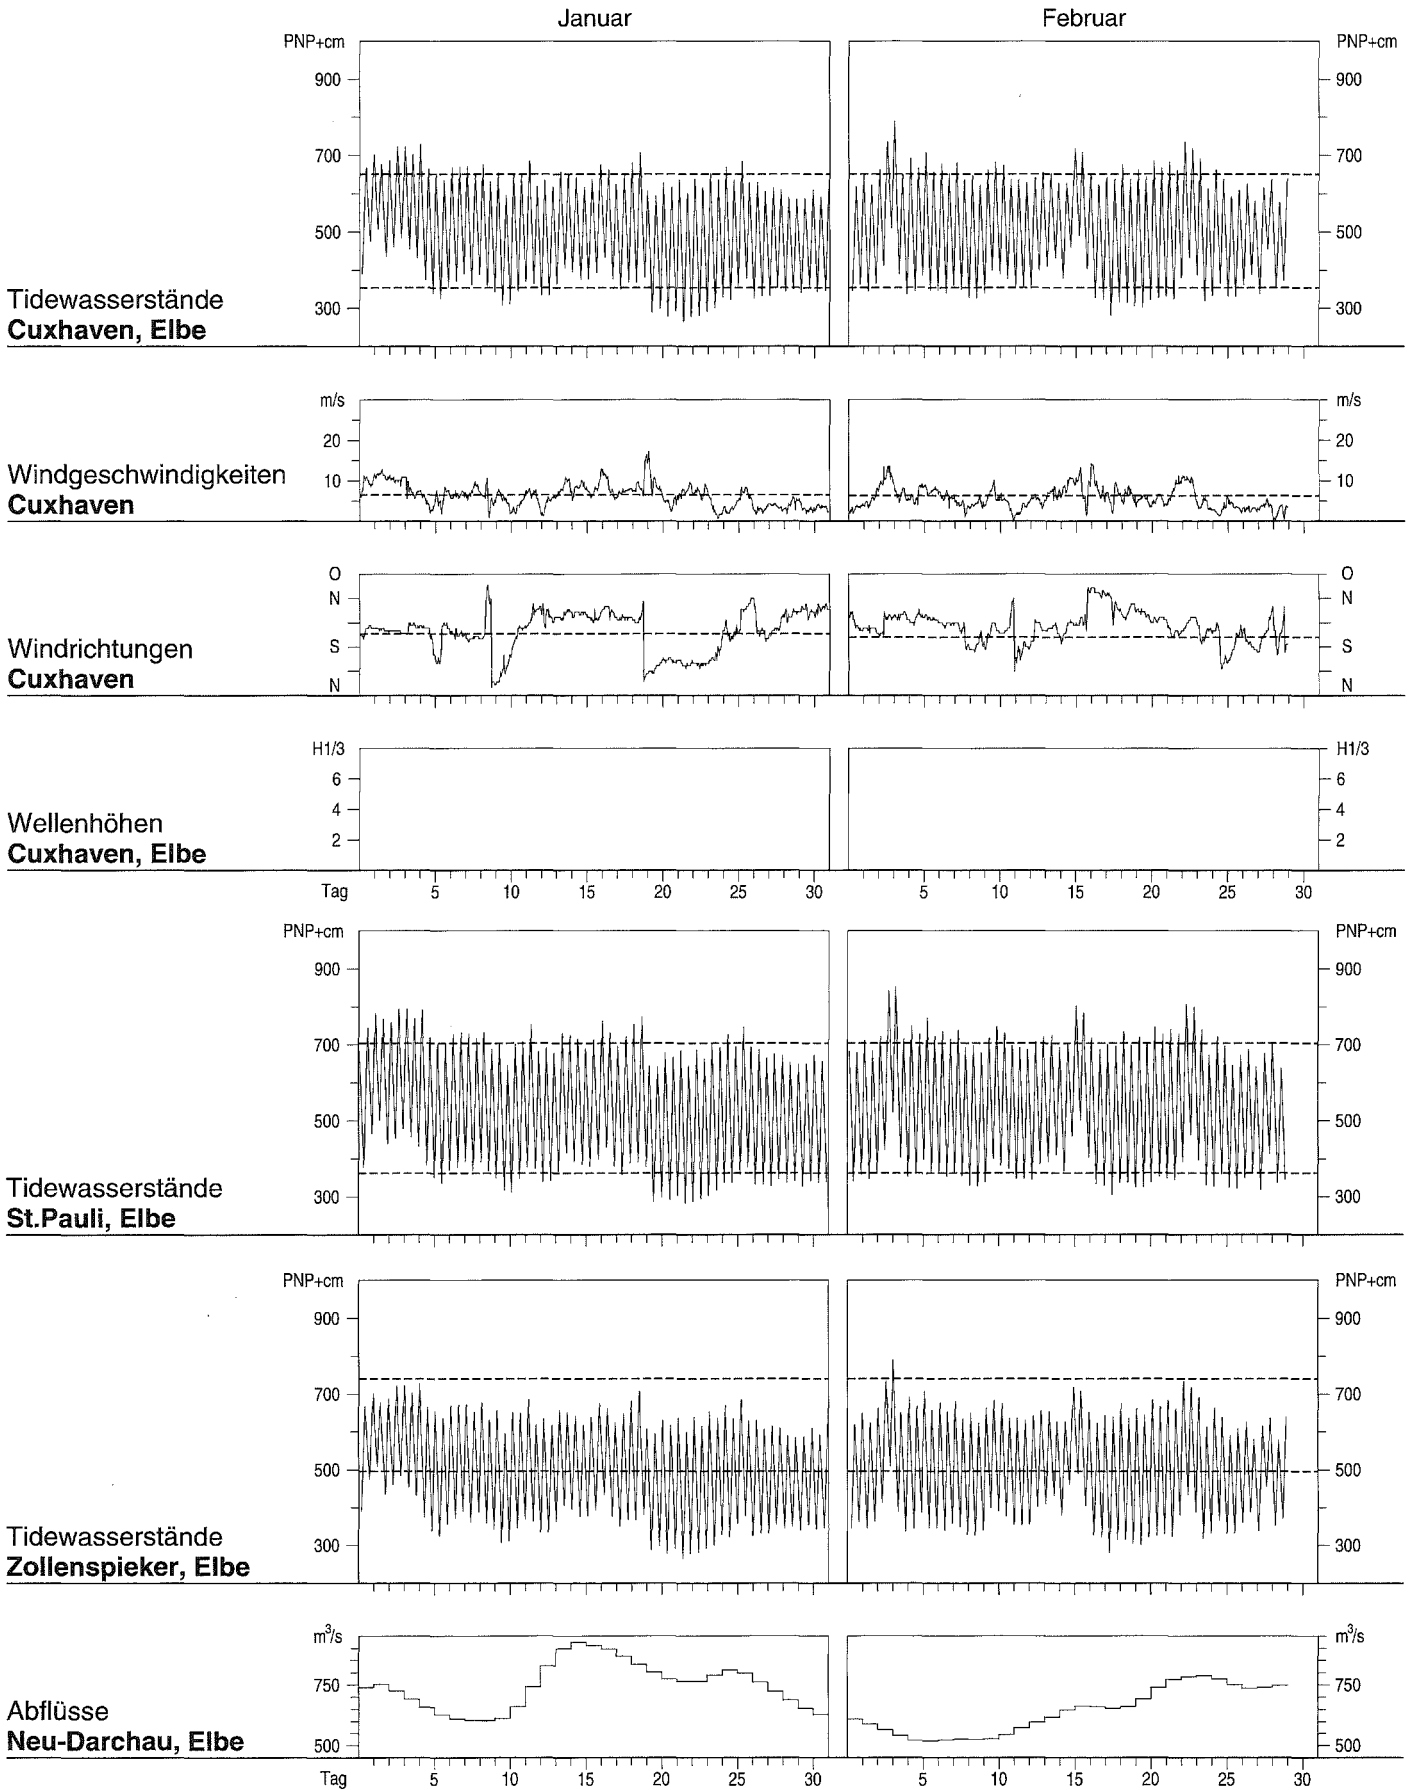 Januar Februar
PNP+cm PNP+cm
900 900
700 700
500 500
300 300
Tidewasserstände
Cuxhaven, Elbe
m/s m/s
20 20
10 10
Windgeschwindigkeiten
Cuxhaven
O O
N N
S S
N N
Windrichtungen
Cuxhaven
H1/3 H1/3
6 6
4 4
2 2
Wellenhöhen
Cuxhaven, Elbe
Tag 5 10 15 20 25 30 5 10 15 20 25 30
PNP+cm PNP+cm
900 900
700 700
500 500
300 300
Tidewasserstände
St.Pauli, Elbe
PNP+cm PNP+cm
900 900
700 700
500 500
300 300
Tidewasserstände
Zollenspieker, Elbe
m³/s m³/s
750 750
500 500
Abflüsse
Neu-Darchau, Elbe
Tag 5 10 15 20 25 30 5 10 15 20 25 30